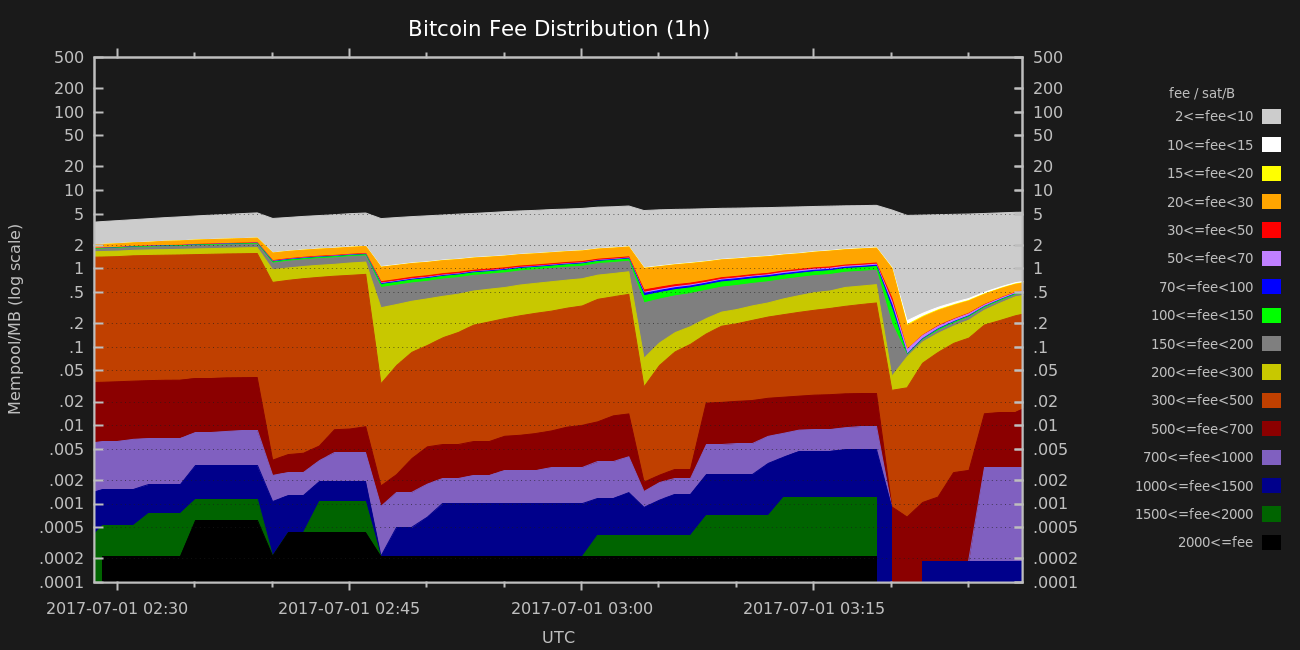 Bitcoin Fee Distribution (1h)
Mempool/MB (log scale)
500
200
100
50
20
10
5
2
1
.5
.2
.1
.05
.02
.01
.005
.002
.001
.0005
.0002
.0001
500
200
100
50
20
10
5
2
1
.5
.2
.1
.05
.02
.01
.005
.002
.001
.0005
.0002
.0001
fee / sat/B
2<=fee<10
10<=fee<15
15<=fee<20
20<=fee<30
30<=fee<50
50<=fee<70
70<=fee<100
100<=fee<150
150<=fee<200
200<=fee<300
300<=fee<500
500<=fee<700
700<=fee<1000
1000<=fee<1500
1500<=fee<2000
2000<=fee
2017-07-01 02:30 2017-07-01 02:45 2017-07-01 03:00 2017-07-01 03:15
UTC